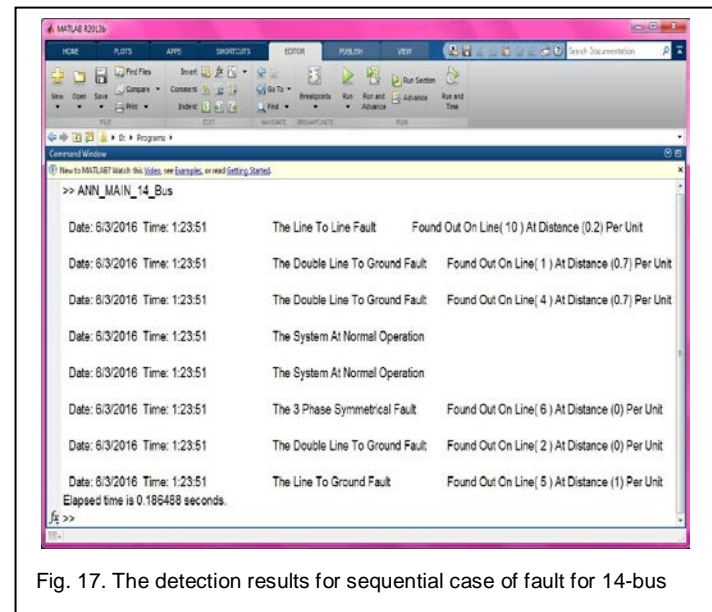 MATLAB R2013b
HOME PLOTS APPS SHORTCUTS EDITOR PUBLISH VIEW Search Documentation
Find Files Insert
New Open Save Compare Comment Go To Breakpoints Run Run and Advance Run Section Advance Run and Time
Print Indent Find
FILE EDIT NAVIGATE BREAKPOINTS RUN
D: Programs
Command Window
New to MATLAB? Watch this Video, see Examples, or read Getting Started.
>> ANN_MAIN_14_Bus
Date: 6/3/2016 Time: 1:23:51 The Line To Line Fault Found Out On Line( 10 ) At Distance (0.2) Per Unit
Date: 6/3/2016 Time: 1:23:51 The Double Line To Ground Fault Found Out On Line( 1 ) At Distance (0.7) Per Unit
Date: 6/3/2016 Time: 1:23:51 The Double Line To Ground Fault Found Out On Line( 4 ) At Distance (0.7) Per Unit
Date: 6/3/2016 Time: 1:23:51 The System At Normal Operation
Date: 6/3/2016 Time: 1:23:51 The System At Normal Operation
Date: 6/3/2016 Time: 1:23:51 The 3 Phase Symmetrical Fault Found Out On Line( 6 ) At Distance (0) Per Unit
Date: 6/3/2016 Time: 1:23:51 The Double Line To Ground Fault Found Out On Line( 2 ) At Distance (0) Per Unit
Date: 6/3/2016 Time: 1:23:51 The Line To Ground Fault Found Out On Line( 5 ) At Distance (1) Per Unit
Elapsed time is 0.186488 seconds.
fx >>
Fig. 17. The detection results for sequential case of fault for 14-bus